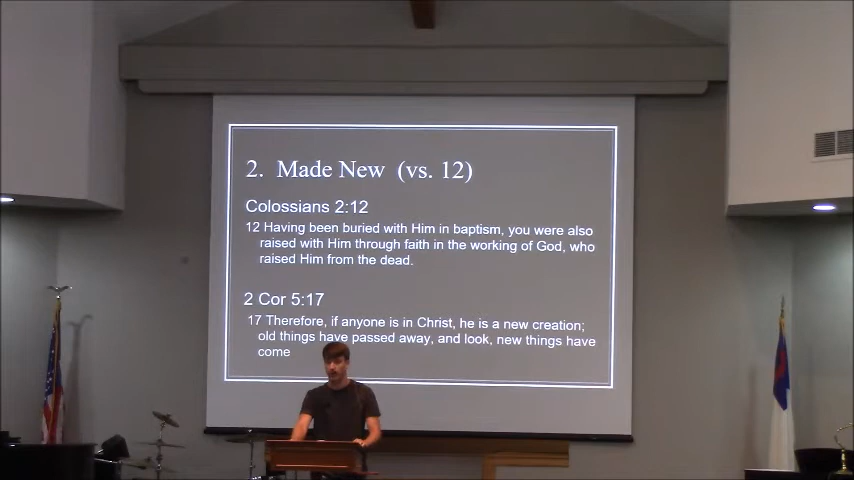 2. Made New (vs. 12)
Colossians 2:12
12 Having been buried with Him in baptism, you were also
raised with Him through faith in the working of God, who
raised Him from the dead.
2 Cor 5:17
17 Therefore, if anyone is in Christ, he is a new creation;
old things have passed away, and look, new things have
come